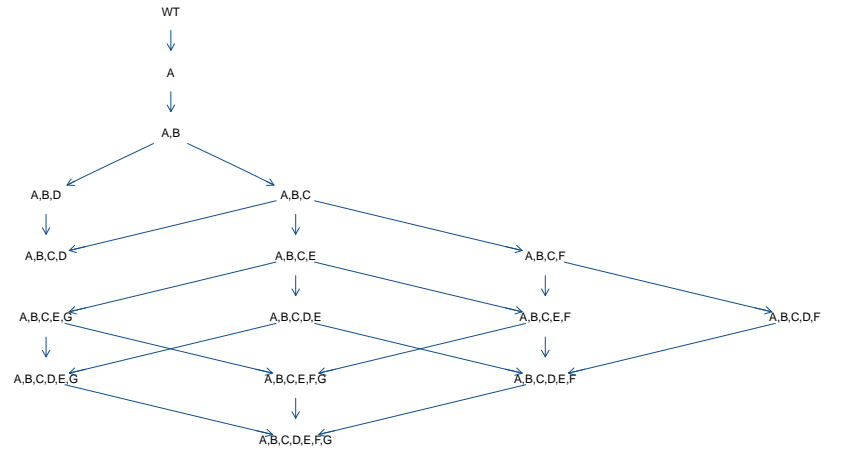 WT
A
A,B
A,B,D
A,B,C
A,B,C,D
A,B,C,E
A,B,C,F
A,B,C,E,G
A,B,C,D,E
A,B,C,E,F
A,B,C,D,F
A,B,C,D,E,G
A,B,C,E,F,G
A,B,C,D,E,F
A,B,C,D,E,F,G